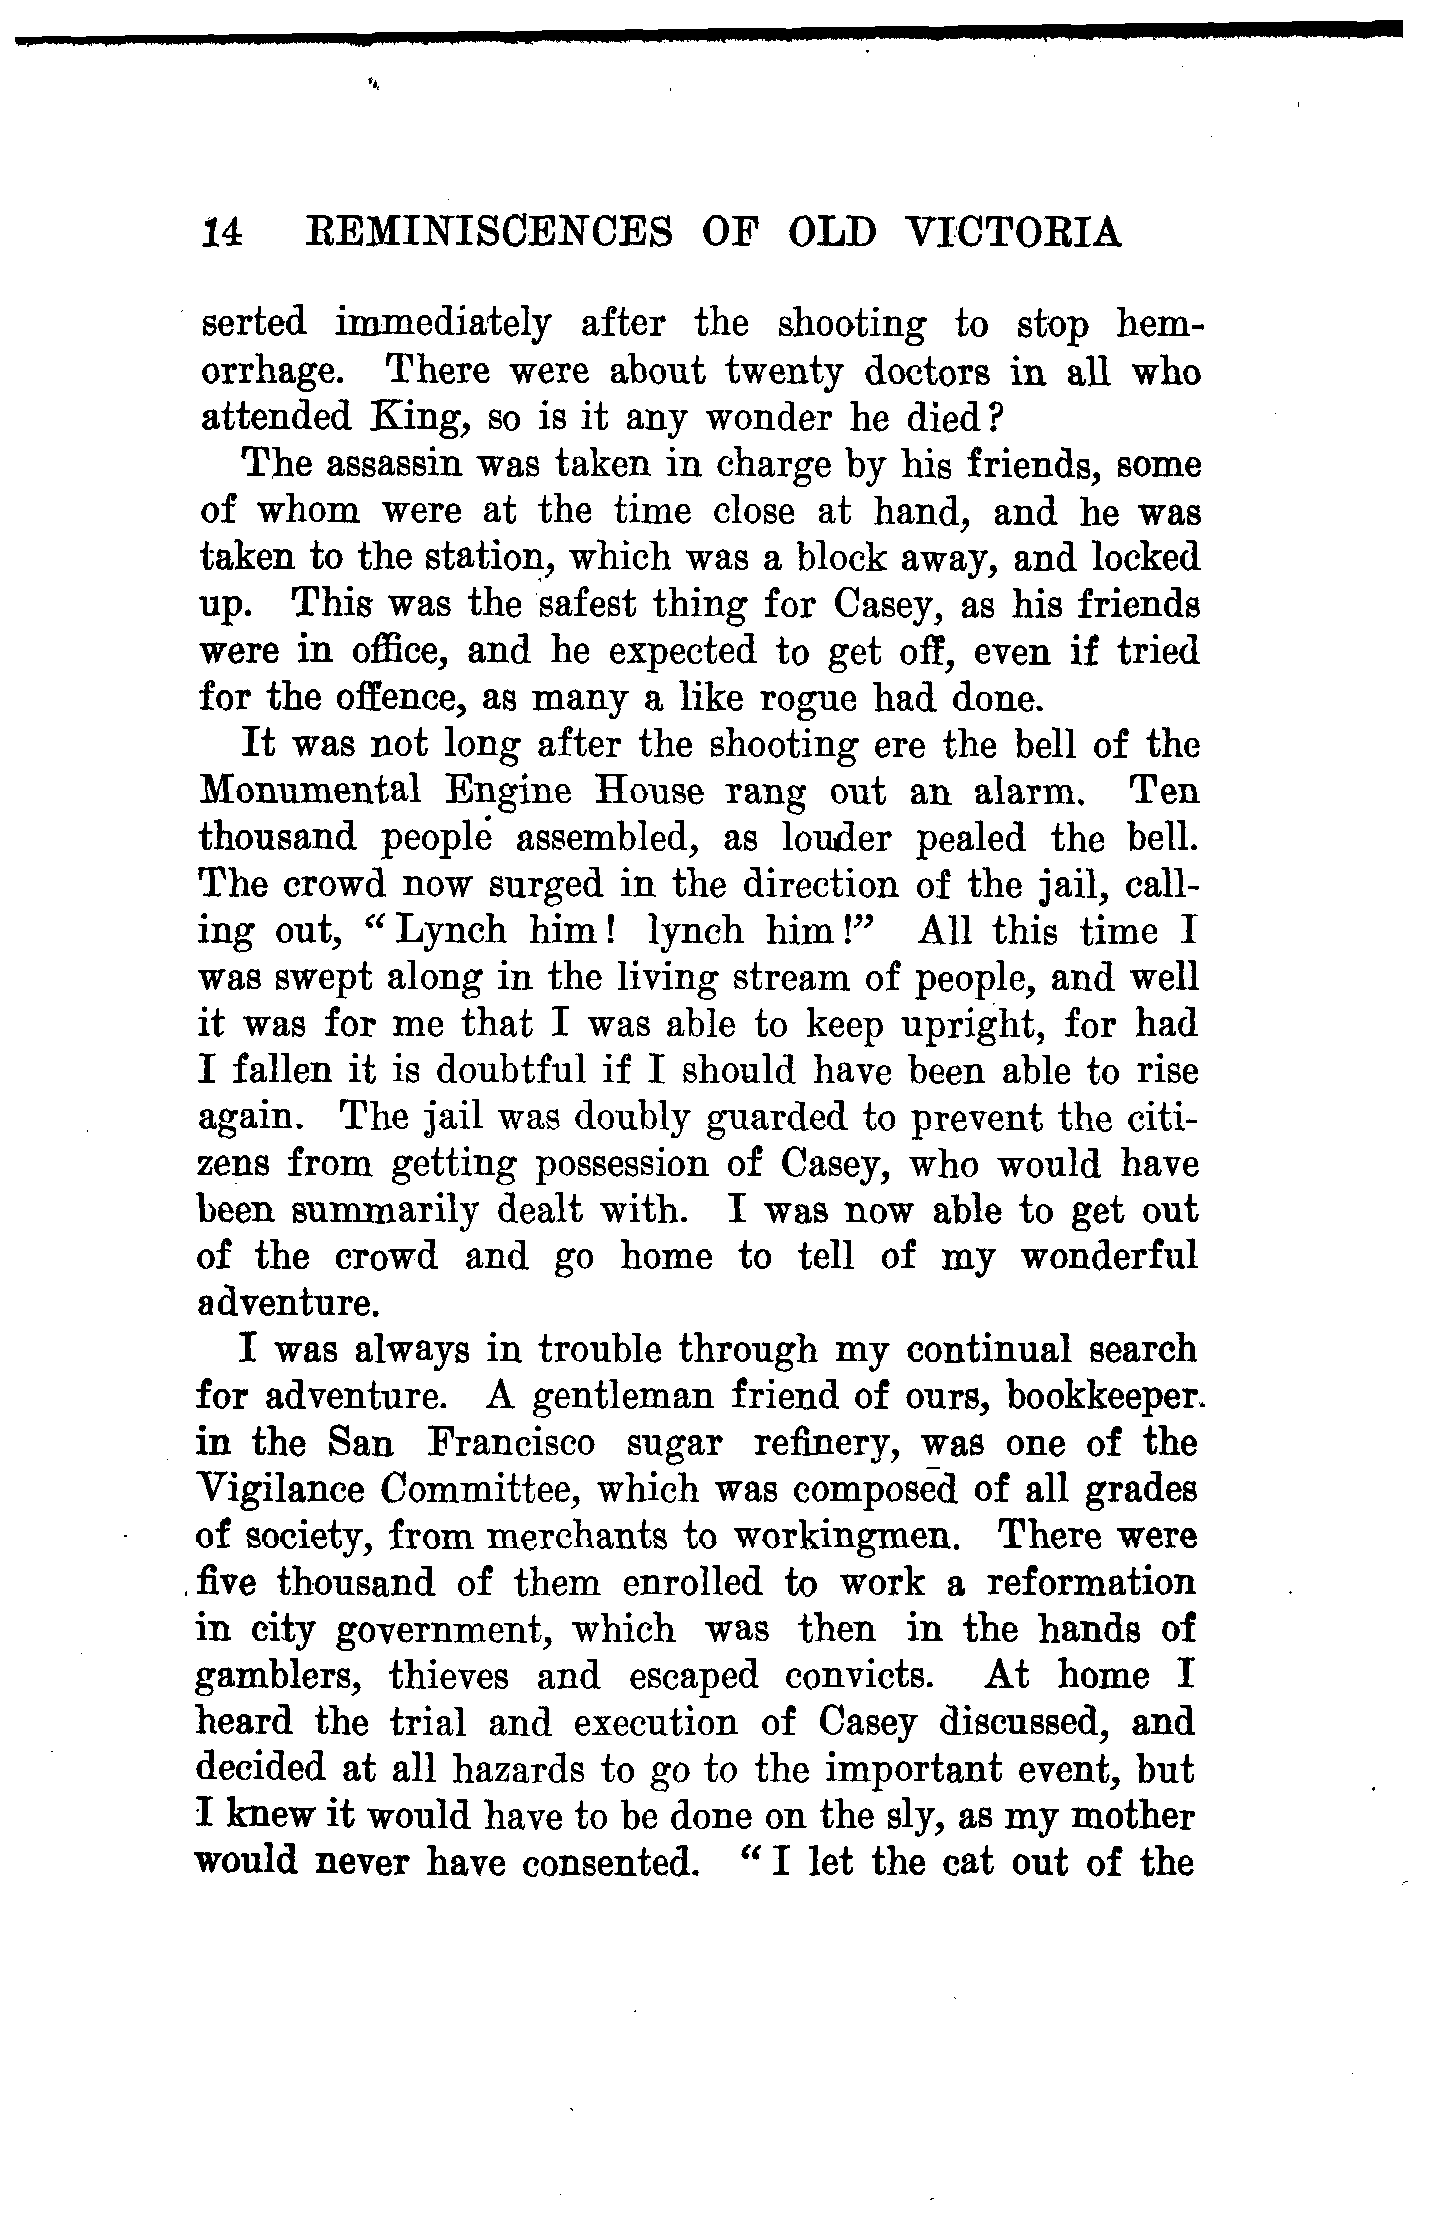 14 REMINISCENCES OF OLD VICTORIA
serted immediately after the shooting to stop hem-
orrhage. There were about twenty doctors in all who
attended King, so is it any wonder he died?
The assassin was taken in charge by his friends, some
of whom were at the time close at hand, and he was
taken to the station, which was a block away, and locked
up. This was the safest thing for Casey, as his friends
were in office, and he expected to get off, even if tried
for the offence, as many a like rogue had done.
It was not long after the shooting ere the bell of the
Monumental Engine House rang out an alarm. Ten
thousand people assembled, as louder pealed the bell.
The crowd now surged in the direction of the jail, call-
ing out, "Lynch him! lynch him!" All this time I
was swept along in the living stream of people, and well
it was for me that I was able to keep upright, for had
I fallen it is doubtful if I should have been able to rise
again. The jail was doubly guarded to prevent the citi-
zens from getting possession of Casey, who would have
been summarily dealt with. I was now able to get out
of the crowd and go home to tell of my wonderful
adventure.
I was always in trouble through my continual search
for adventure. A gentleman friend of ours, bookkeeper
in the San Francisco sugar refinery, was one of the
Vigilance Committee, which was composed of all grades
of society, from merchants to workingmen. There were
five thousand of them enrolled to work a reformation
in city government, which was then in the hands of
gamblers, thieves and escaped convicts. At home I
heard the trial and execution of Casey discussed, and
decided at all hazards to go to the important event, but
I knew it would have to be done on the sly, as my mother
would never have consented. "I let the cat out of the